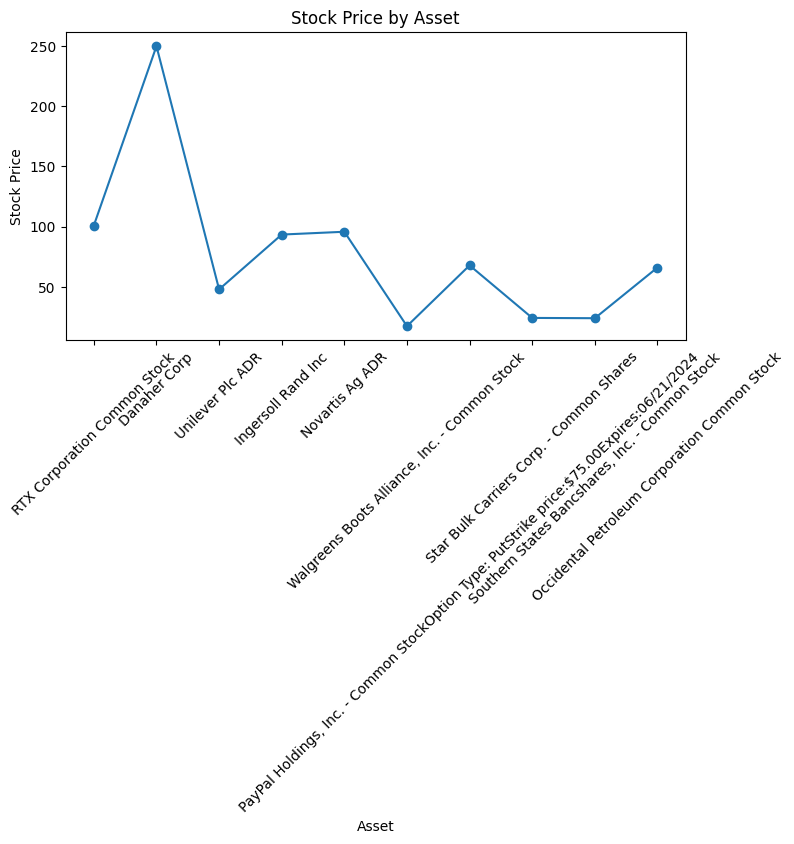 Stock Price by Asset
Stock Price
250
200
150
100
50
RTX Corporation Common Stock
Danaher Corp
Unilever Plc ADR
Ingersoll Rand Inc
Novartis Ag ADR
Walgreens Boots Alliance, Inc. - Common Stock
PayPal Holdings, Inc. - Common StockOption Type: PutStrike price:$75.00Expires:06/21/2024
Star Bulk Carriers Corp. - Common Shares
Southern States Bancshares, Inc. - Common Stock
Occidental Petroleum Corporation Common Stock
Asset